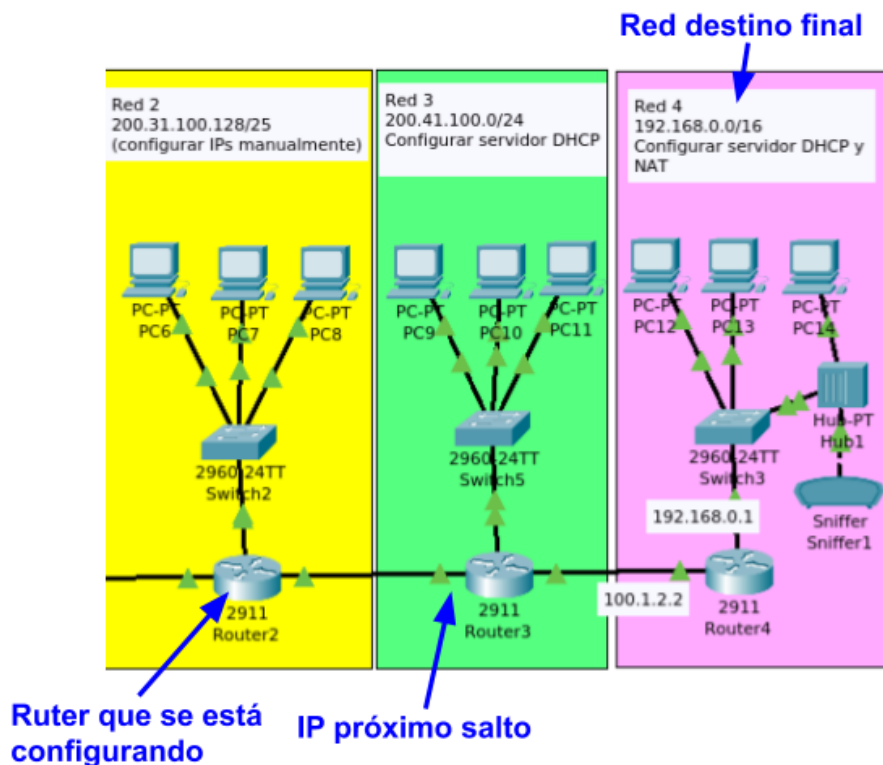 Red destino final
Red 2
200.31.100.128/25
(configurar IPs manualmente)
Red 3
200.41.100.0/24
Configurar servidor DHCP
Red 4
192.168.0.0/16
Configurar servidor DHCP y
NAT
PC-PT
PC6
PC-PT
PC7
PC-PT
PC8
PC-PT
PC9
PC-PT
PC10
PC-PT
PC11
PC-PT
PC12
PC-PT
PC13
PC-PT
PC14
2960-24TT
Switch2
2960-24TT
Switch5
2960-24TT
Switch3
Hub-PT
Hub1
192.168.0.1
Sniffer
Sniffer1
2911
Router2
2911
Router3
100.1.2.2
2911
Router4
Ruter que se está
configurando
IP próximo salto